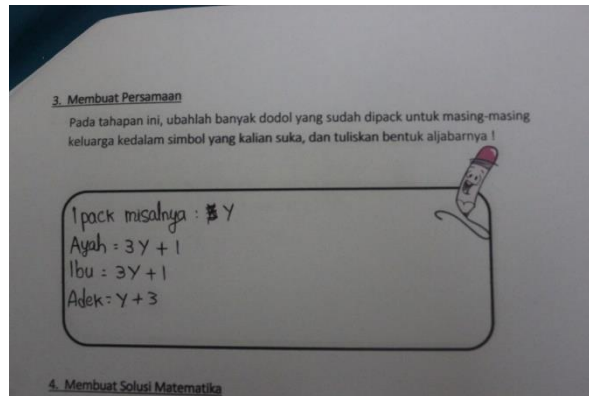 3. Membuat Persamaan
Pada tahapan ini, ubahlah banyak dodol yang sudah dipack untuk masing-masing
keluarga kedalam simbol yang kalian suka, dan tuliskan bentuk aljabarnya !
1 pack misalnya : Y
Ayah = 3Y + 1
Ibu = 3Y + 1
Adek = Y + 3
4. Membuat Solusi Matematika